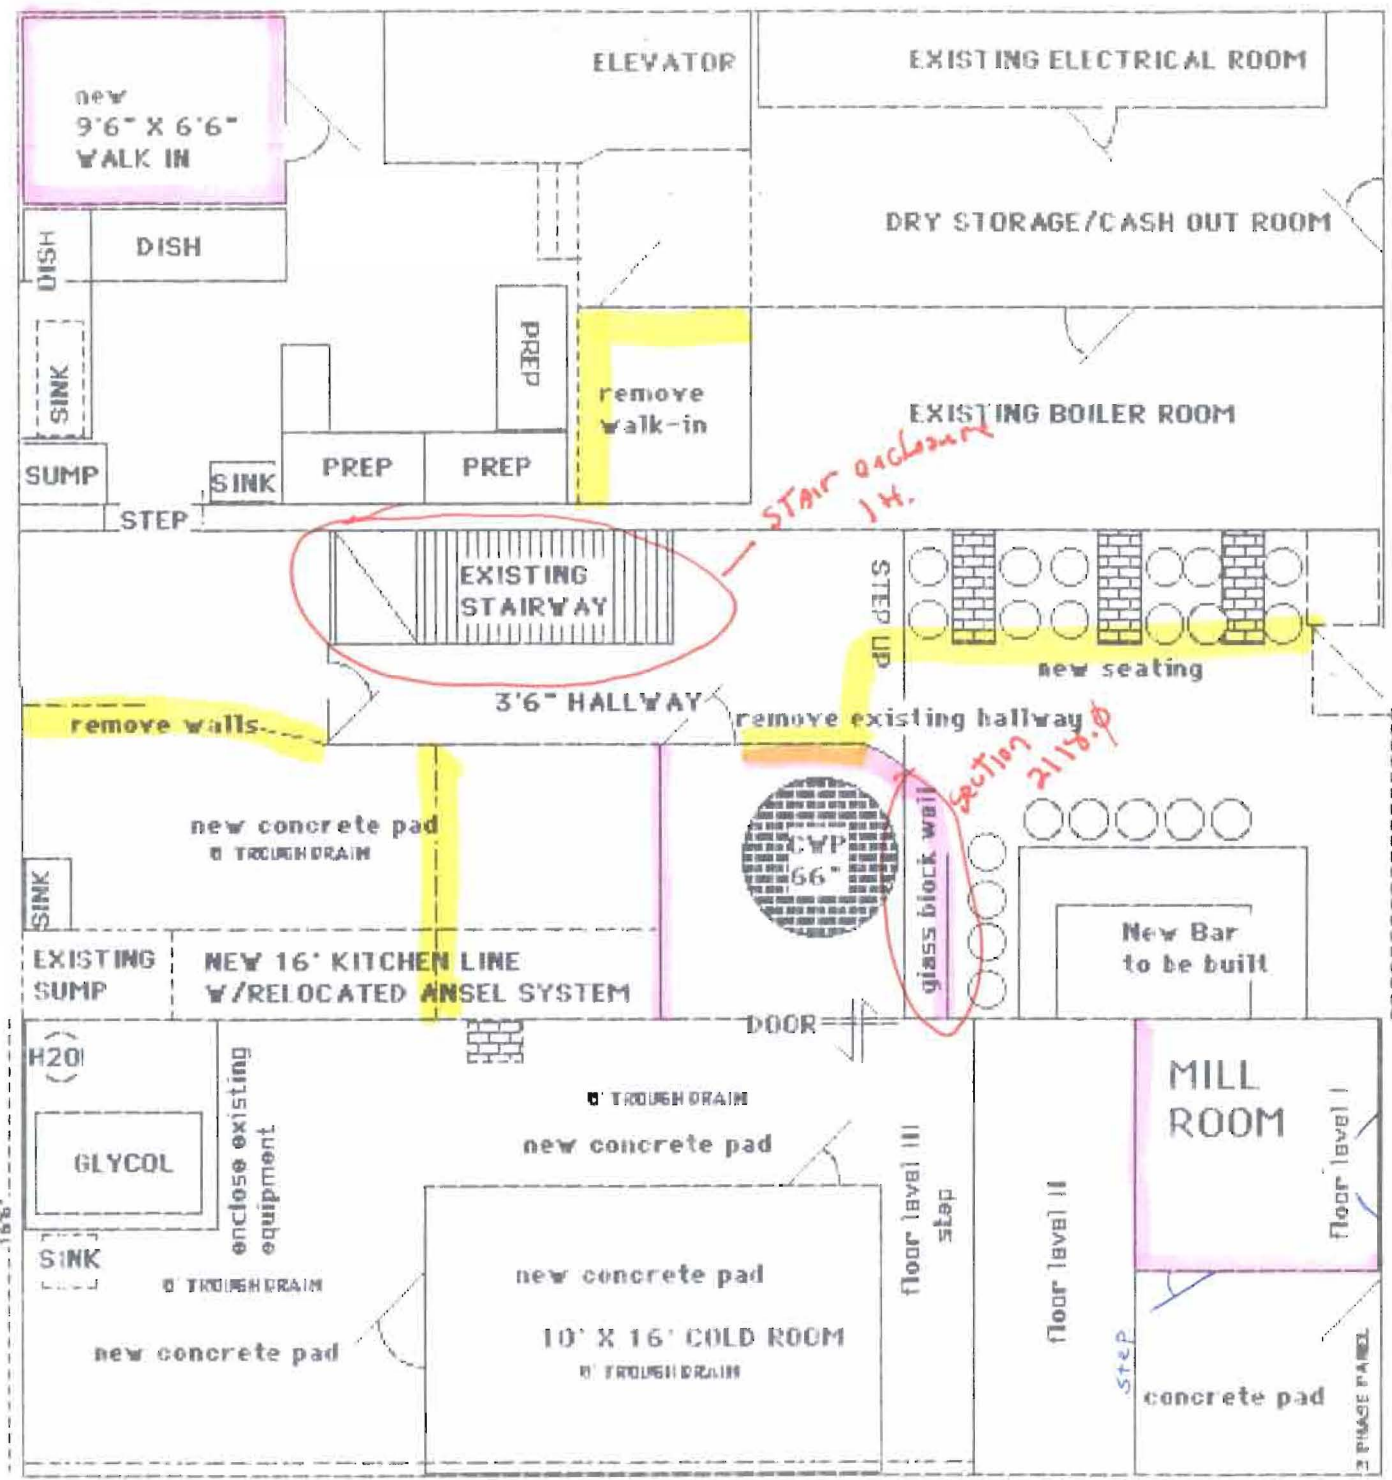 ELEVATOR
EXISTING ELECTRICAL ROOM
new
9'6" X 6'6"
WALK IN
DRY STORAGE/CASH OUT ROOM
DISH
DISH
SINK
PREP
remove
walk-in
EXISTING BOILER ROOM
SUMP
SINK
PREP
PREP
STEP
STAIR enclosure
1H.
EXISTING
STAIRWAY
STEP UP
new seating
3'6" HALLWAY
remove walls
remove existing hallway
section
2118.0
new concrete pad
TROUGH DRAIN
CWP
66"
glass block wall
SINK
EXISTING
SUMP
NEW 16' KITCHEN LINE
W/RELOCATED ANSEL SYSTEM
New Bar
to be built
DOOR
H2O
GLYCOL
enclose existing
equipment
TROUGH DRAIN
new concrete pad
MILL
ROOM
floor level I
floor level III
step
floor level II
SINK
TROUGH DRAIN
new concrete pad
new concrete pad
10' X 16' COLD ROOM
TROUGH DRAIN
step
concrete pad
PHASE PANEL